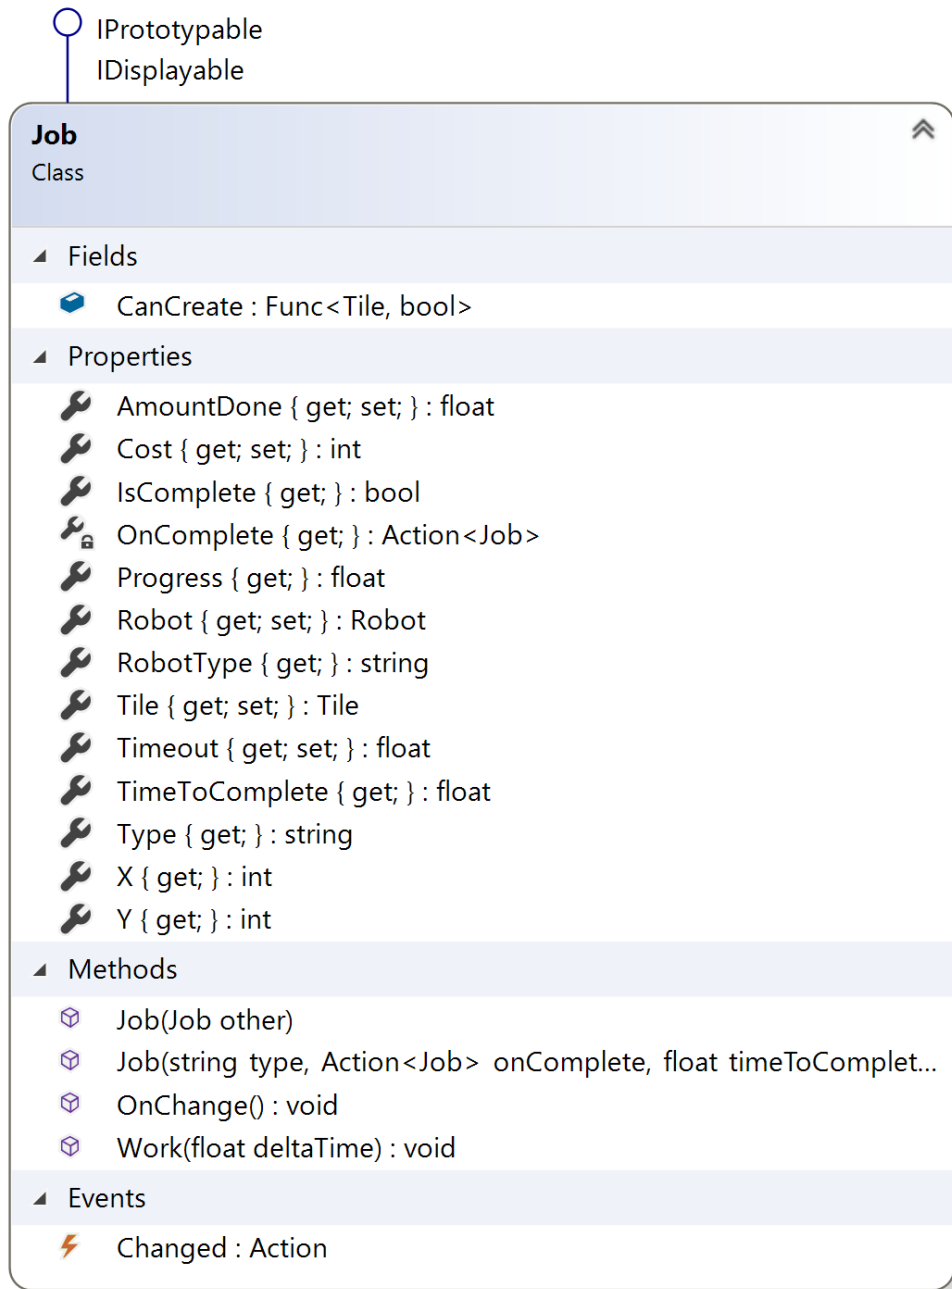 IPrototypable
IDisplayable
Job
Class
Fields
CanCreate : Func<Tile, bool>
Properties
AmountDone { get; set; } : float
Cost { get; set; } : int
IsComplete { get; } : bool
OnComplete { get; } : Action<Job>
Progress { get; } : float
Robot { get; set; } : Robot
RobotType { get; } : string
Tile { get; set; } : Tile
Timeout { get; set; } : float
TimeToComplete { get; } : float
Type { get; } : string
X { get; } : int
Y { get; } : int
Methods
Job(Job other)
Job(string type, Action<Job> onComplete, float timeToComplet...
OnChange() : void
Work(float deltaTime) : void
Events
Changed : Action